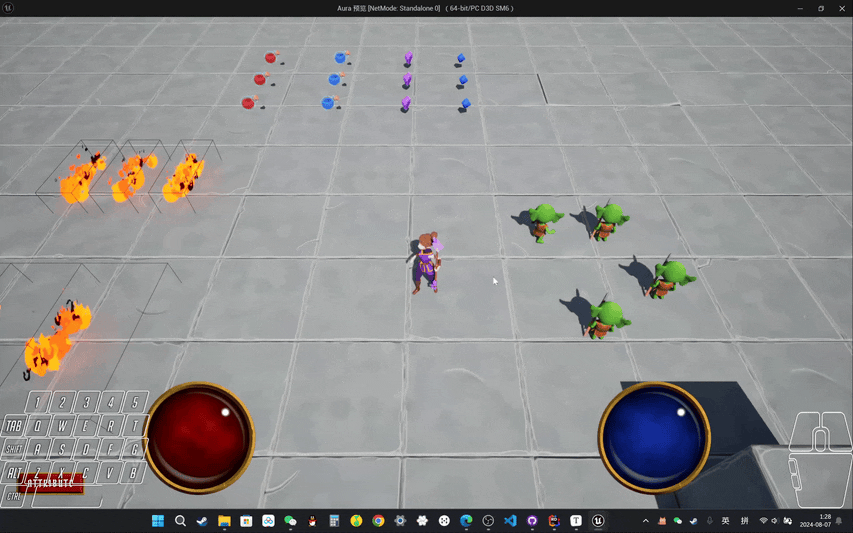 Aura 预览 [NetMode: Standalone 0] (64-bit/PC D3D SM6)
1 2 3 4 5
TAB Q W E R T
SHIFT A S D F G
ALT Z X C V B
ATTRIBUTE
CTRL
英 拼
1:28
2024-08-07